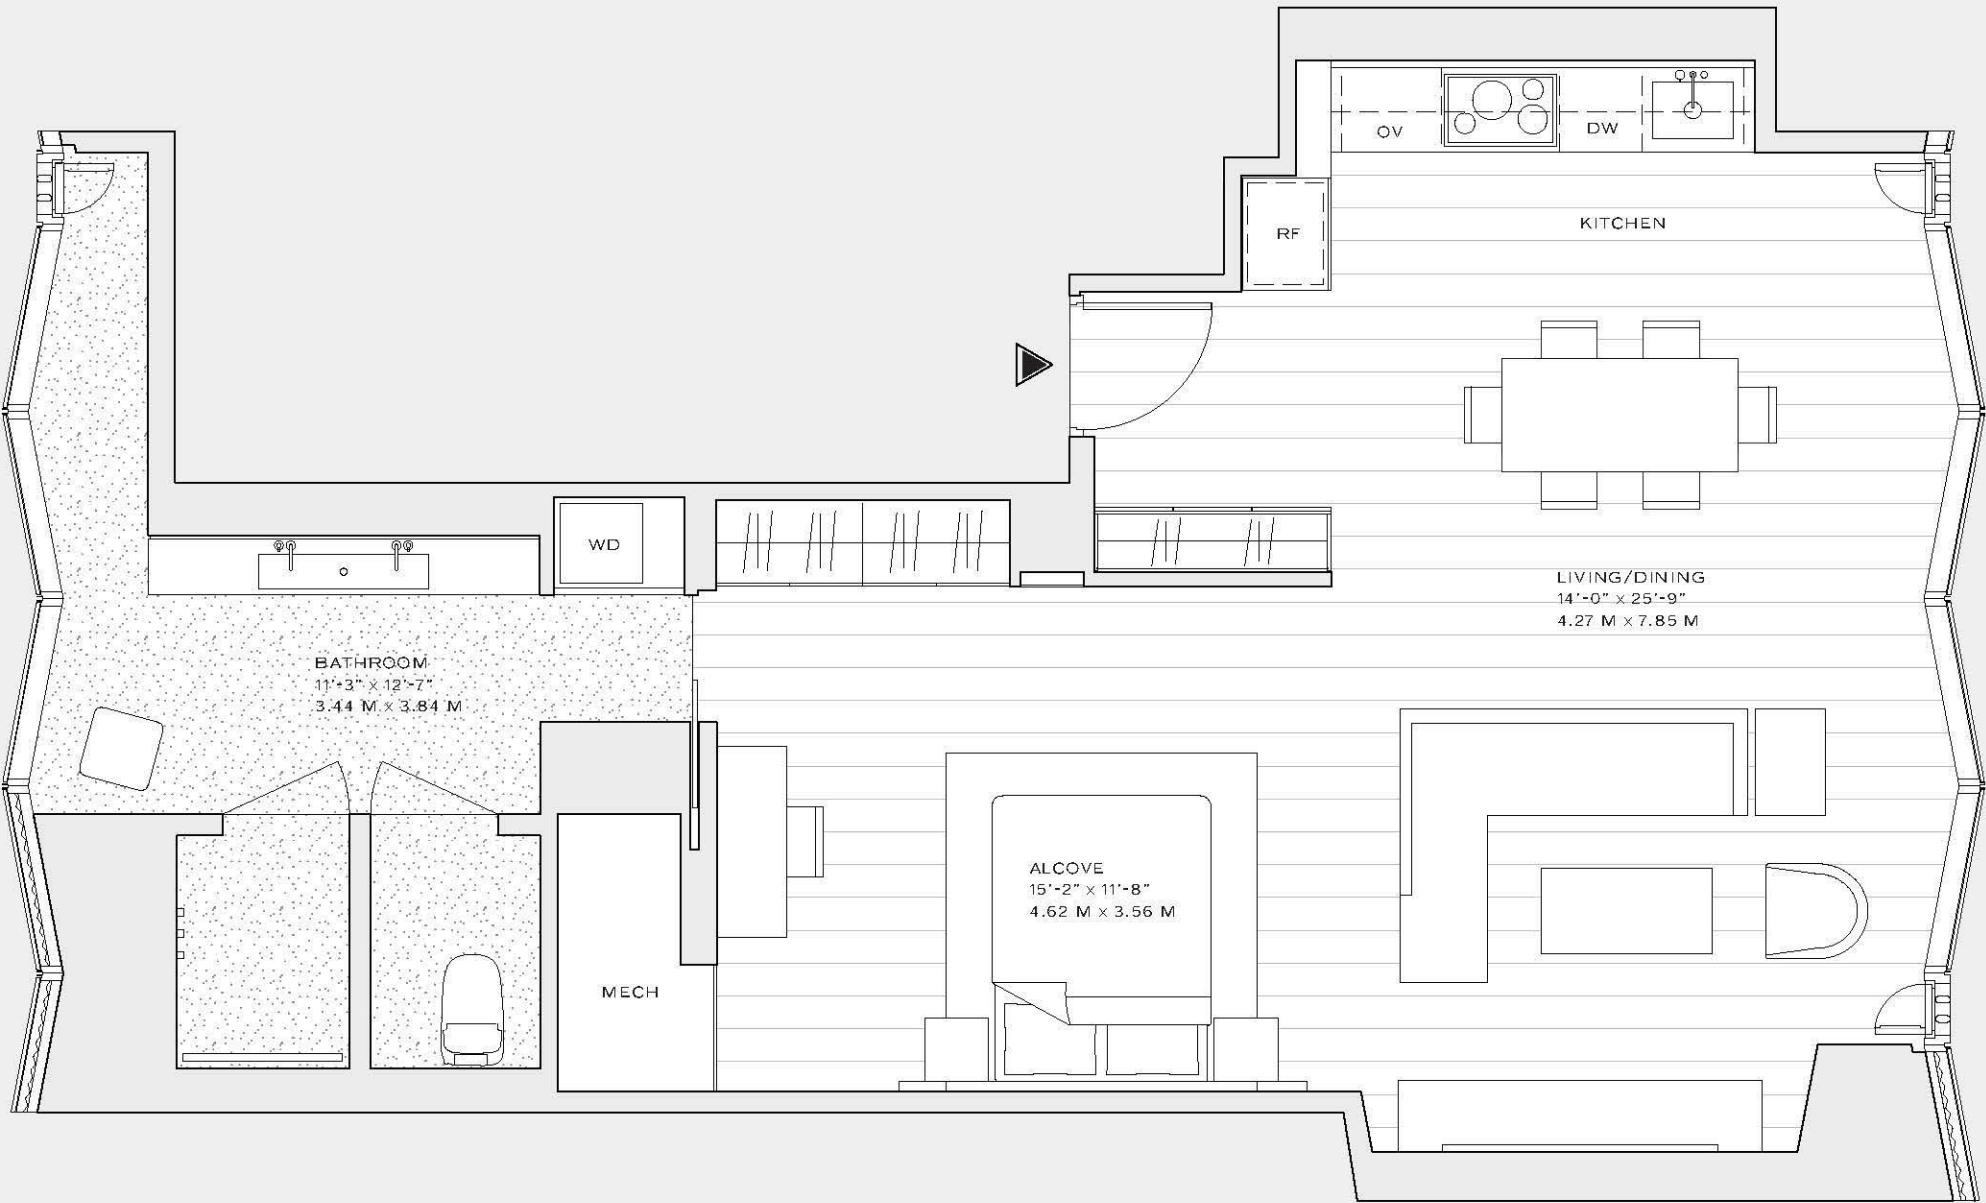 OV
DW
KITCHEN
RF
WD
LIVING/DINING
14'-0" x 25'-9"
4.27 M x 7.85 M
BATHROOM
11'-3" x 12'-7"
3.44 M x 3.84 M
ALCOVE
15'-2" x 11'-8"
4.62 M x 3.56 M
MECH